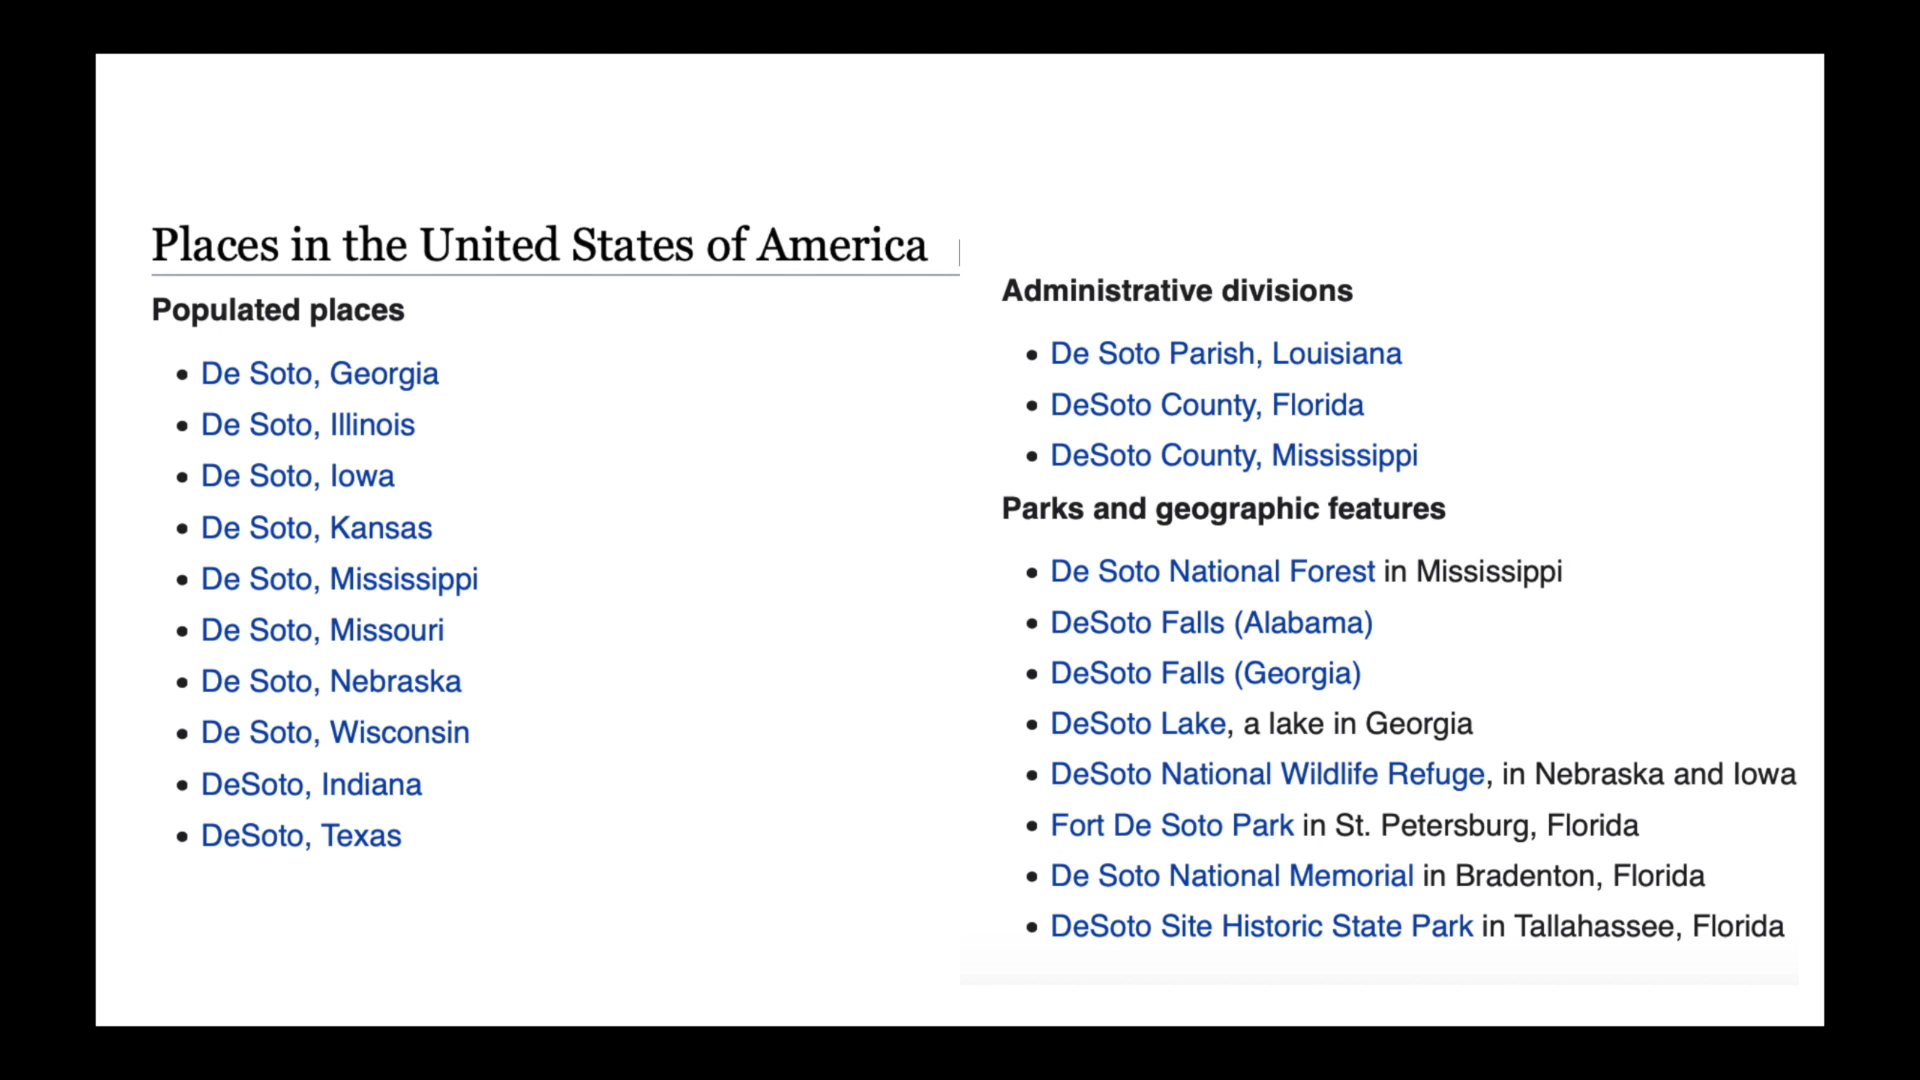 Places in the United States of America
Populated places
De Soto, Georgia
De Soto, Illinois
De Soto, Iowa
De Soto, Kansas
De Soto, Mississippi
De Soto, Missouri
De Soto, Nebraska
De Soto, Wisconsin
DeSoto, Indiana
DeSoto, Texas
Administrative divisions
De Soto Parish, Louisiana
DeSoto County, Florida
DeSoto County, Mississippi
Parks and geographic features
De Soto National Forest in Mississippi
DeSoto Falls (Alabama)
DeSoto Falls (Georgia)
DeSoto Lake, a lake in Georgia
DeSoto National Wildlife Refuge, in Nebraska and Iowa
Fort De Soto Park in St. Petersburg, Florida
De Soto National Memorial in Bradenton, Florida
DeSoto Site Historic State Park in Tallahassee, Florida